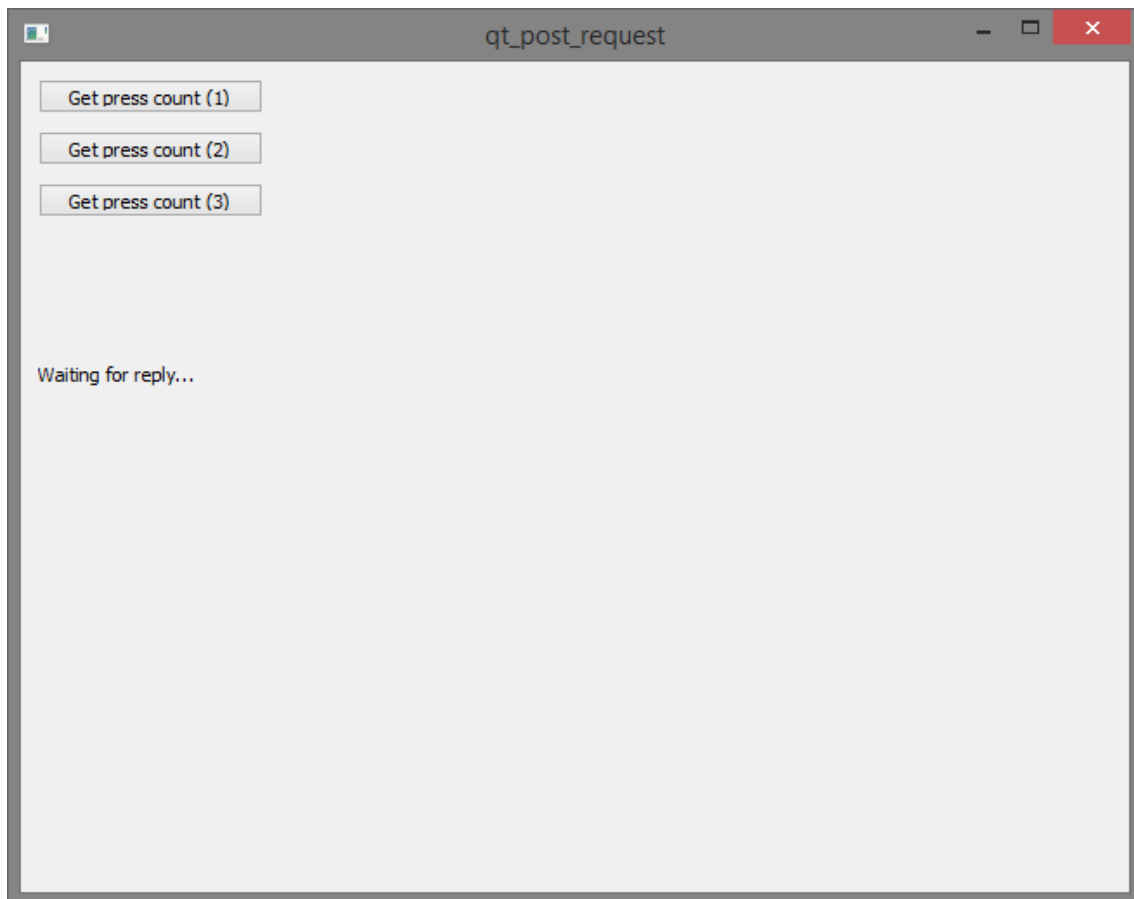 qt_post_request
Get press count (1)
Get press count (2)
Get press count (3)
Waiting for reply...